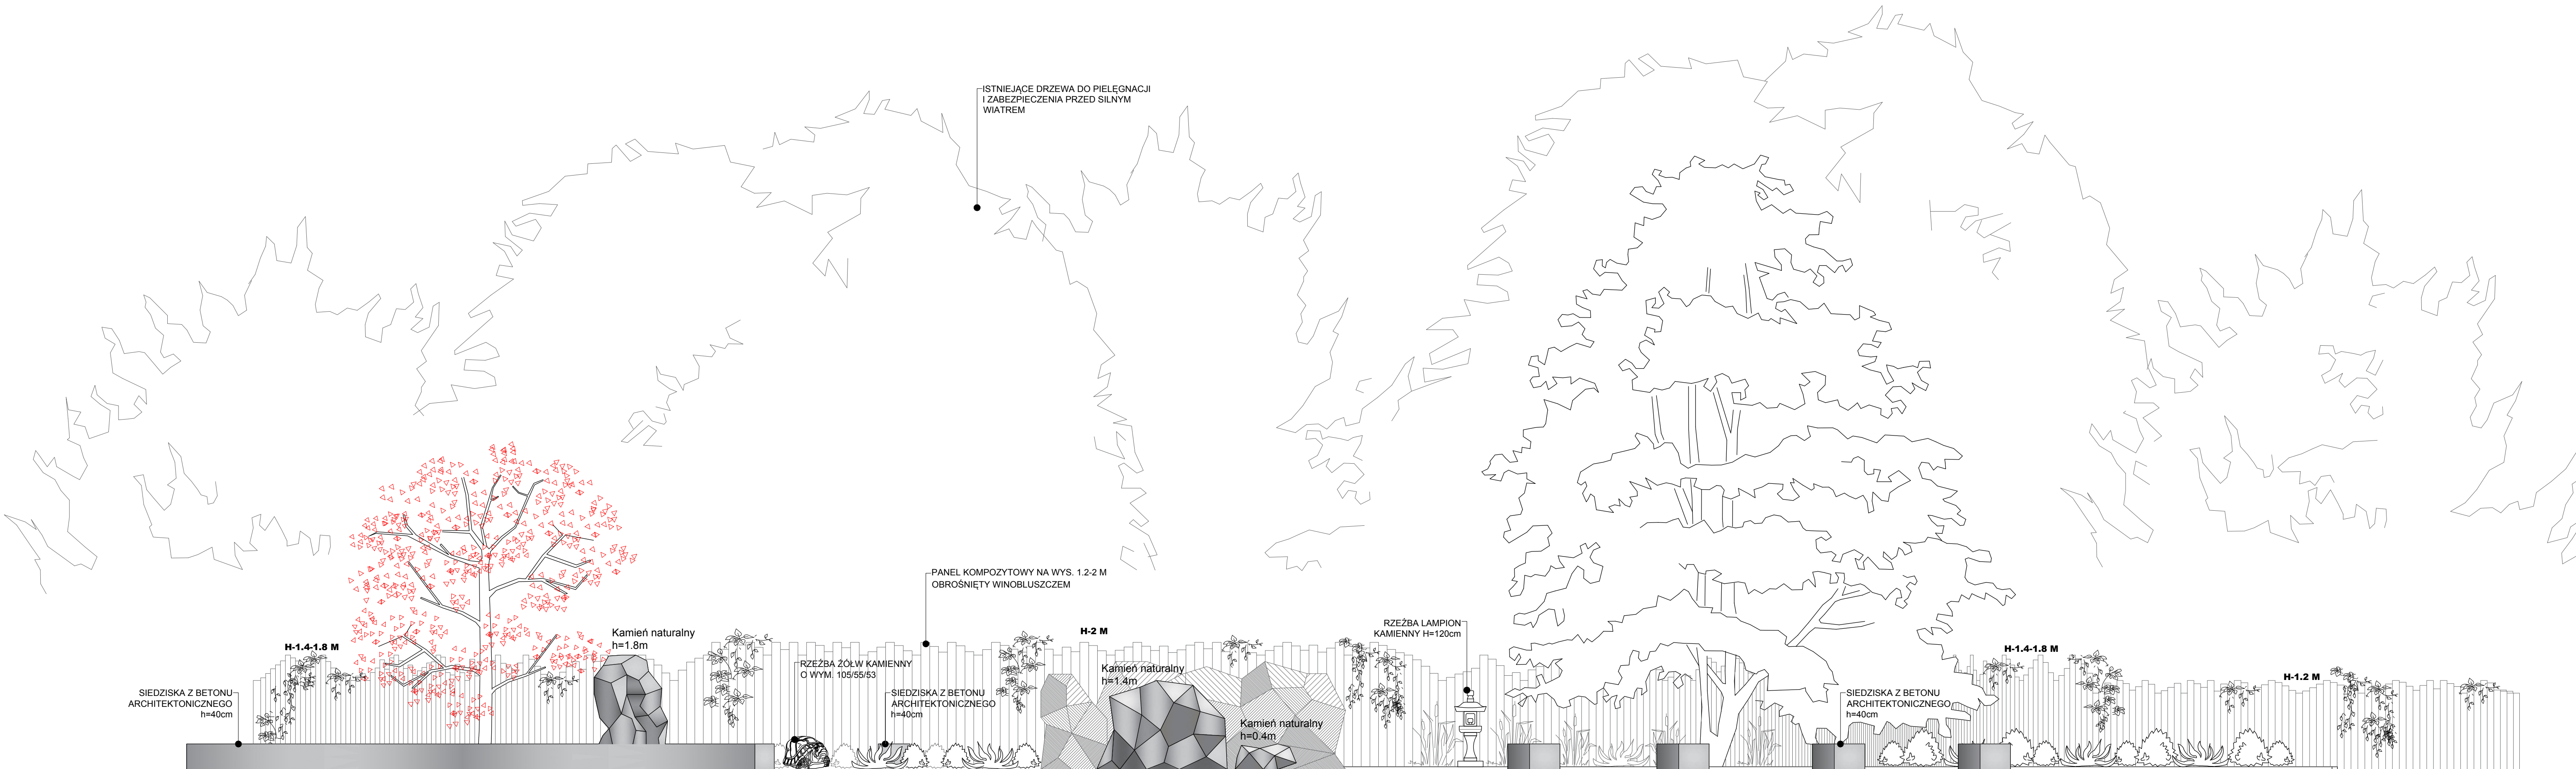 ISTNIEJĄCE DRZEWA DO PIELĘGNACJI
I ZABEZPIECZENIA PRZED SILNYM
WIATREM
PANEL KOMPOZYTOWY NA WYS. 1.2-2 M
OBROŚNIĘTY WINOBLUSZCZEM
H-1.4-1.8 M
Kamień naturalny
h=1.8m
H-2 M
RZEŹBA LAMPION
KAMIENNY H=120cm
H-1.4-1.8 M
H-1.2 M
SIEDZISKA Z BETONU
ARCHITEKTONICZNEGO
h=40cm
RZEŹBA ŻÓŁW KAMIENNY
O WYM. 105/55/53
SIEDZISKA Z BETONU
ARCHITEKTONICZNEGO
h=40cm
Kamień naturalny
h=1.4m
Kamień naturalny
h=0.4m
SIEDZISKA Z BETONU
ARCHITEKTONICZNEGO
h=40cm